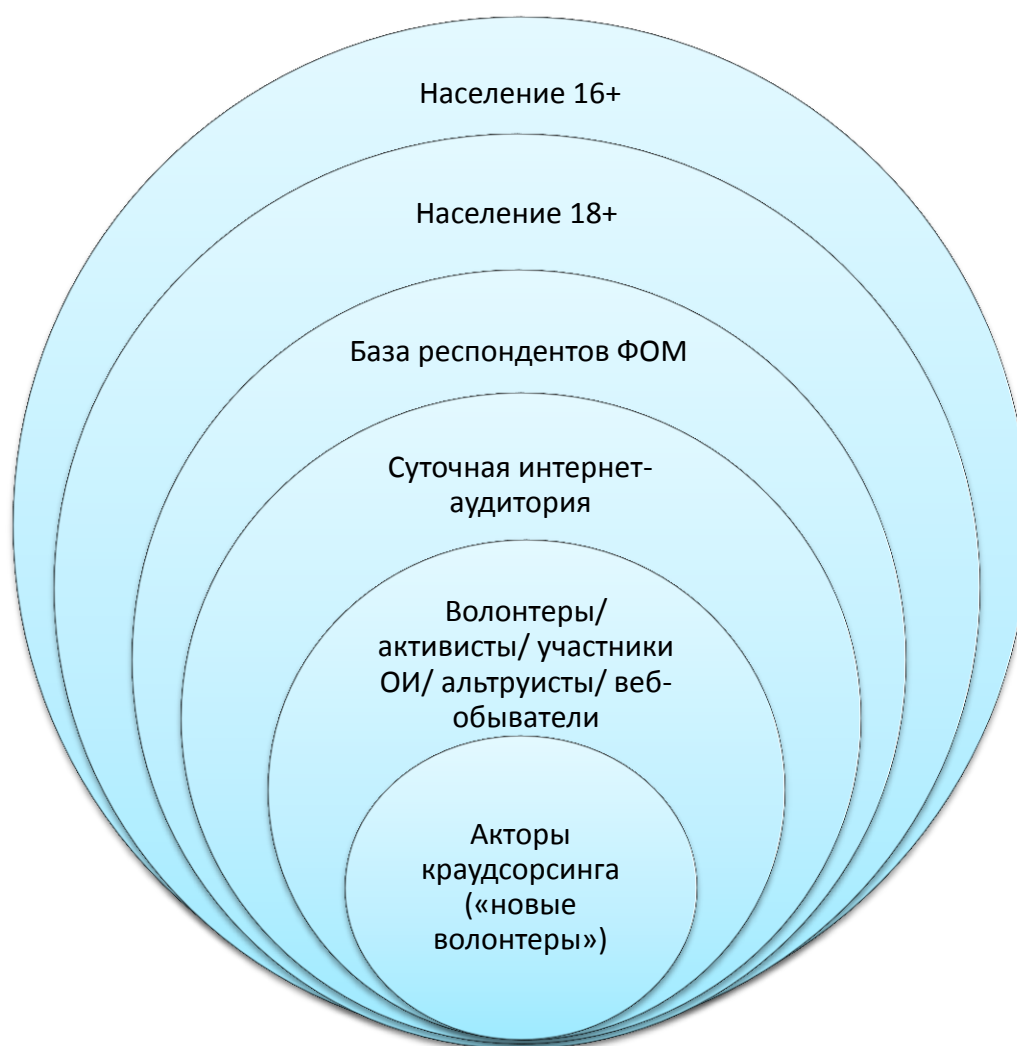 Население 16+
Население 18+
База респондентов ФОМ
Суточная интернет-
аудитория
Волонтеры/
активисты/ участники
ОИ/ альтруисты/ веб-
обыватели
Акторы
краудсорсинга
(«новые
волонтеры»)